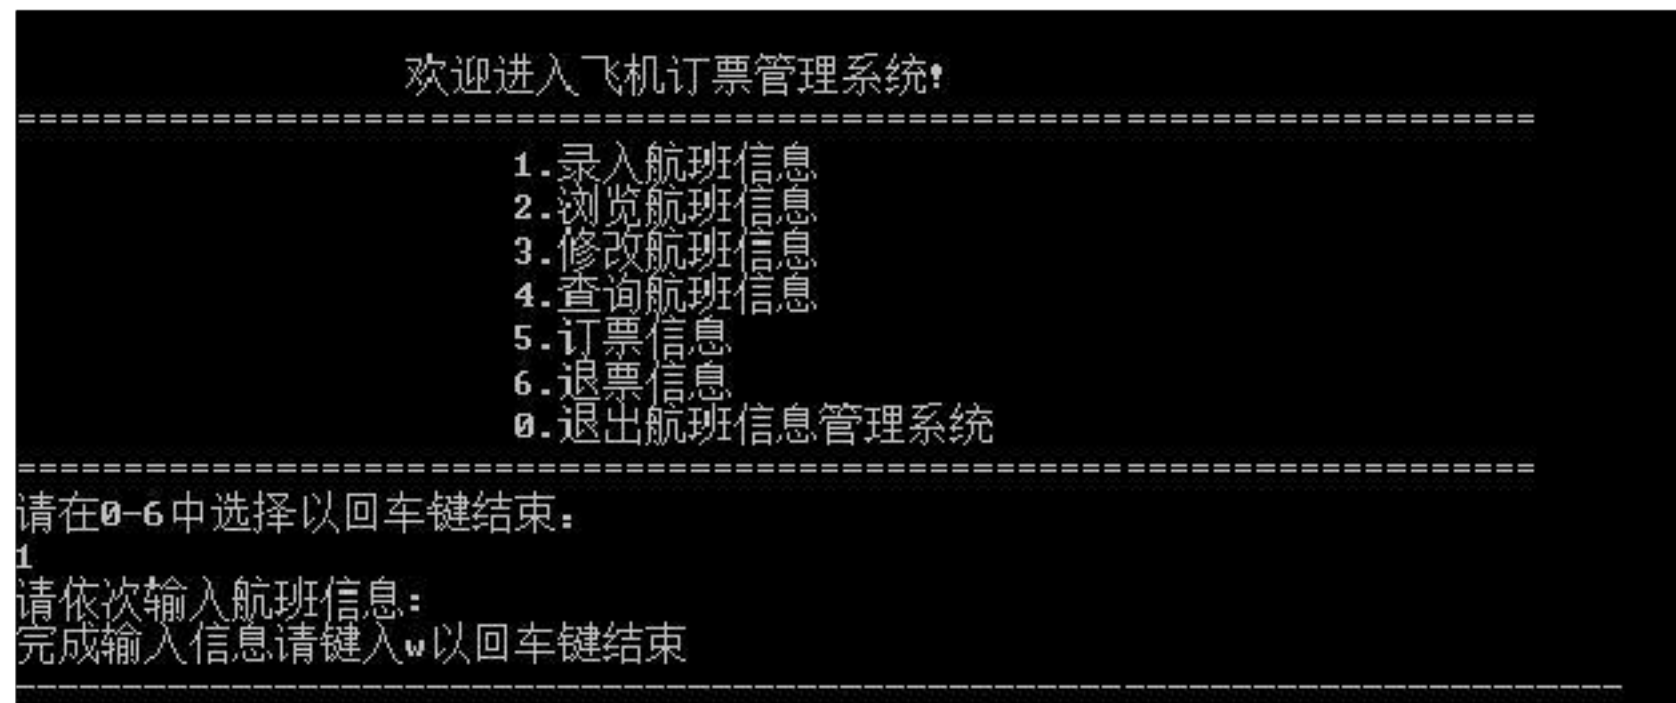 欢迎进入飞机订票管理系统!
=======================================================================
1.录入航班信息
2.浏览航班信息
3.修改航班信息
4.查询航班信息
5.订票信息
6.退票信息
0.退出航班信息管理系统
=======================================================================
请在0-6中选择以回车键结束:
1
请依次输入航班信息:
完成输入信息请键入w以回车键结束
---------------------------------------------------------------------------